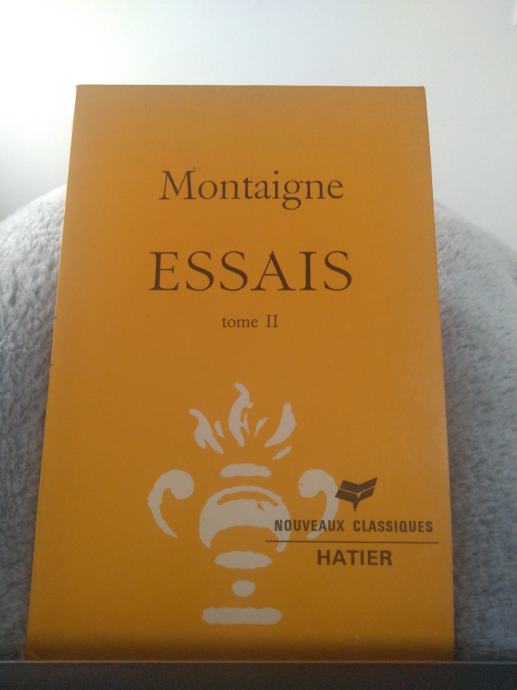 Montaigne
ESSAIS
tome II
NOUVEAUX CLASSIQUES
HATIER